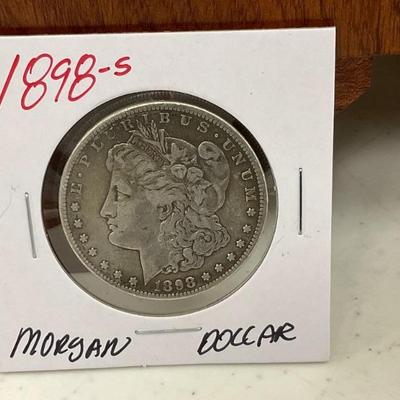 1898-S
E·PLURIBUS·UNUM
1898
MORGAN DOLLAR